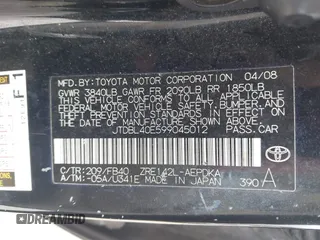 MFD.BY:TOYOTA MOTOR CORPORATION 04/08
GVWR 3840LB GAWR FR 2090LB RR 1850LB
THIS VEHICLE CONFORMS TO ALL APPLICABLE
FEDERAL MOTOR VEHICLE SAFETY, BUMPER, AND
THEFT PREVENTION STANDARDS IN EFFECT ON
THE DATE OF MANUFACTURE SHOWN ABOVE.
JTDBL40E599045012 PASS.CAR
C/TR:209/FB40 ZRE142L-AEPDKA
A/TM:-05A/U341E MADE IN JAPAN 390 A
F1